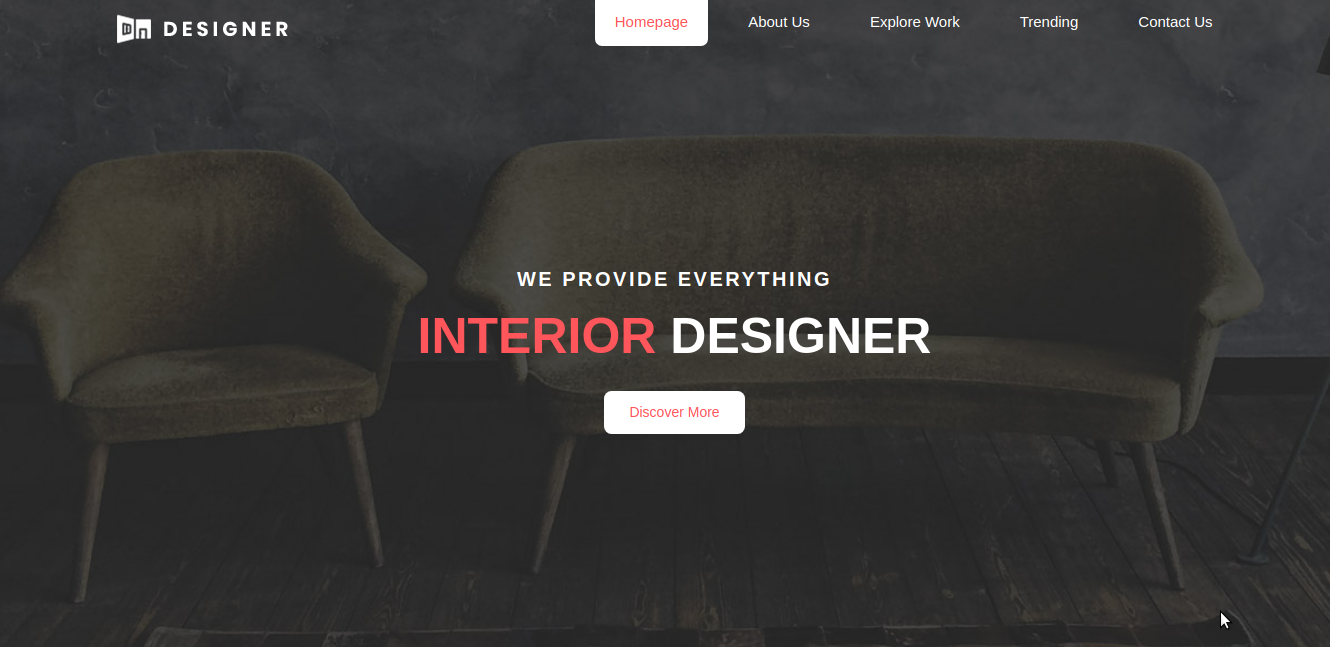 DESIGNER
Homepage About Us Explore Work Trending Contact Us
WE PROVIDE EVERYTHING
INTERIOR DESIGNER
Discover More